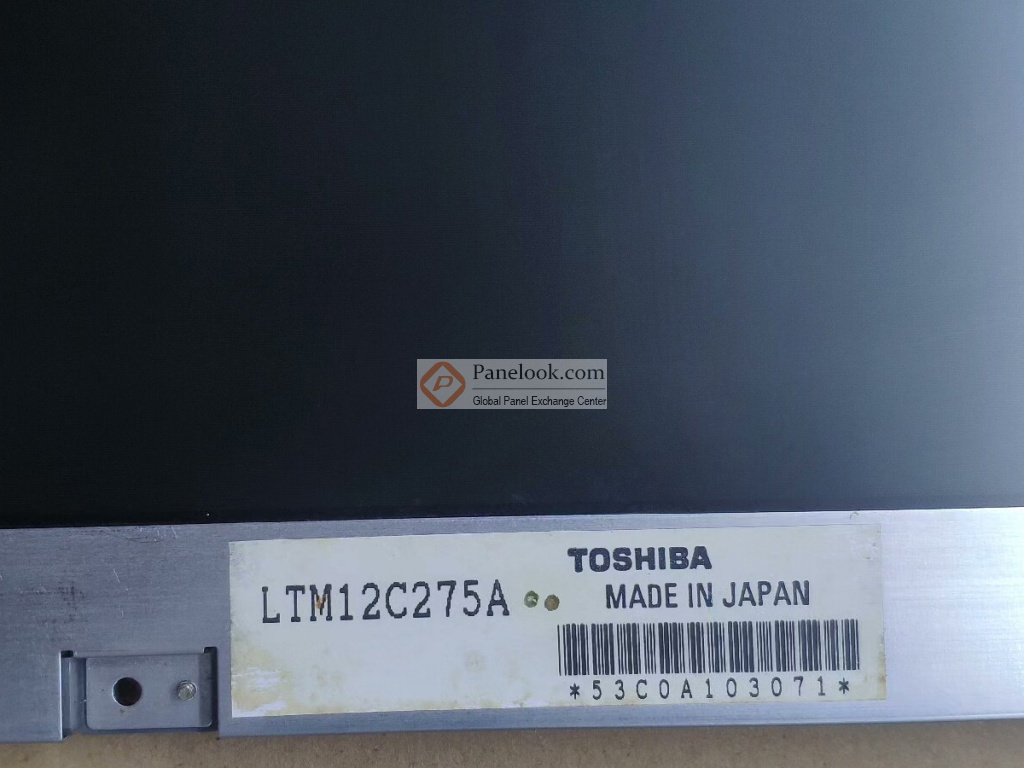 Panelook.com
Global Panel Exchange Center
TOSHIBA
LTM12C275A
MADE IN JAPAN
*53C0A103071*